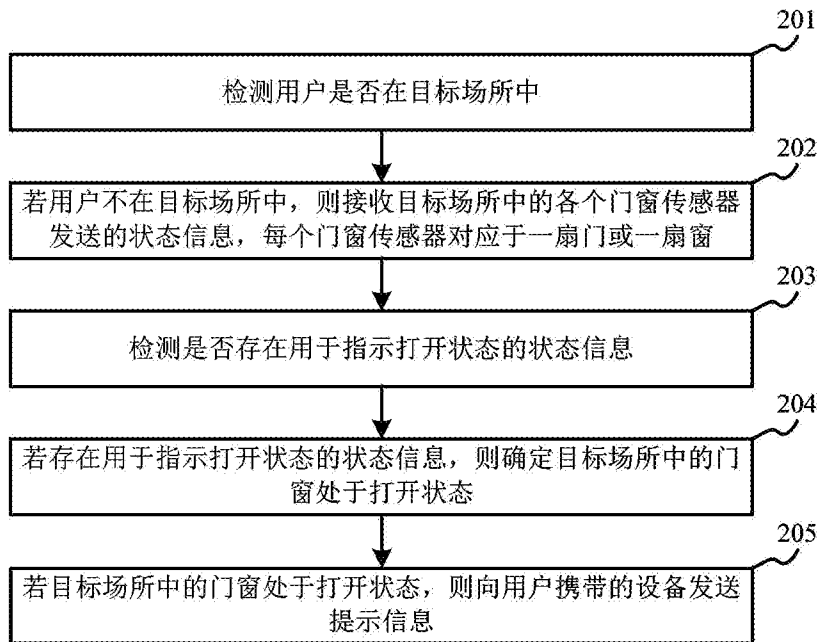 201
检测用户是否在目标场所中
202
若用户不在目标场所中，则接收目标场所中的各个门窗传感器
发送的状态信息，每个门窗传感器对应于一扇门或一扇窗
203
检测是否存在用于指示打开状态的状态信息
204
若存在用于指示打开状态的状态信息，则确定目标场所中的门
窗处于打开状态
205
若目标场所中的门窗处于打开状态，则向用户携带的设备发送
提示信息